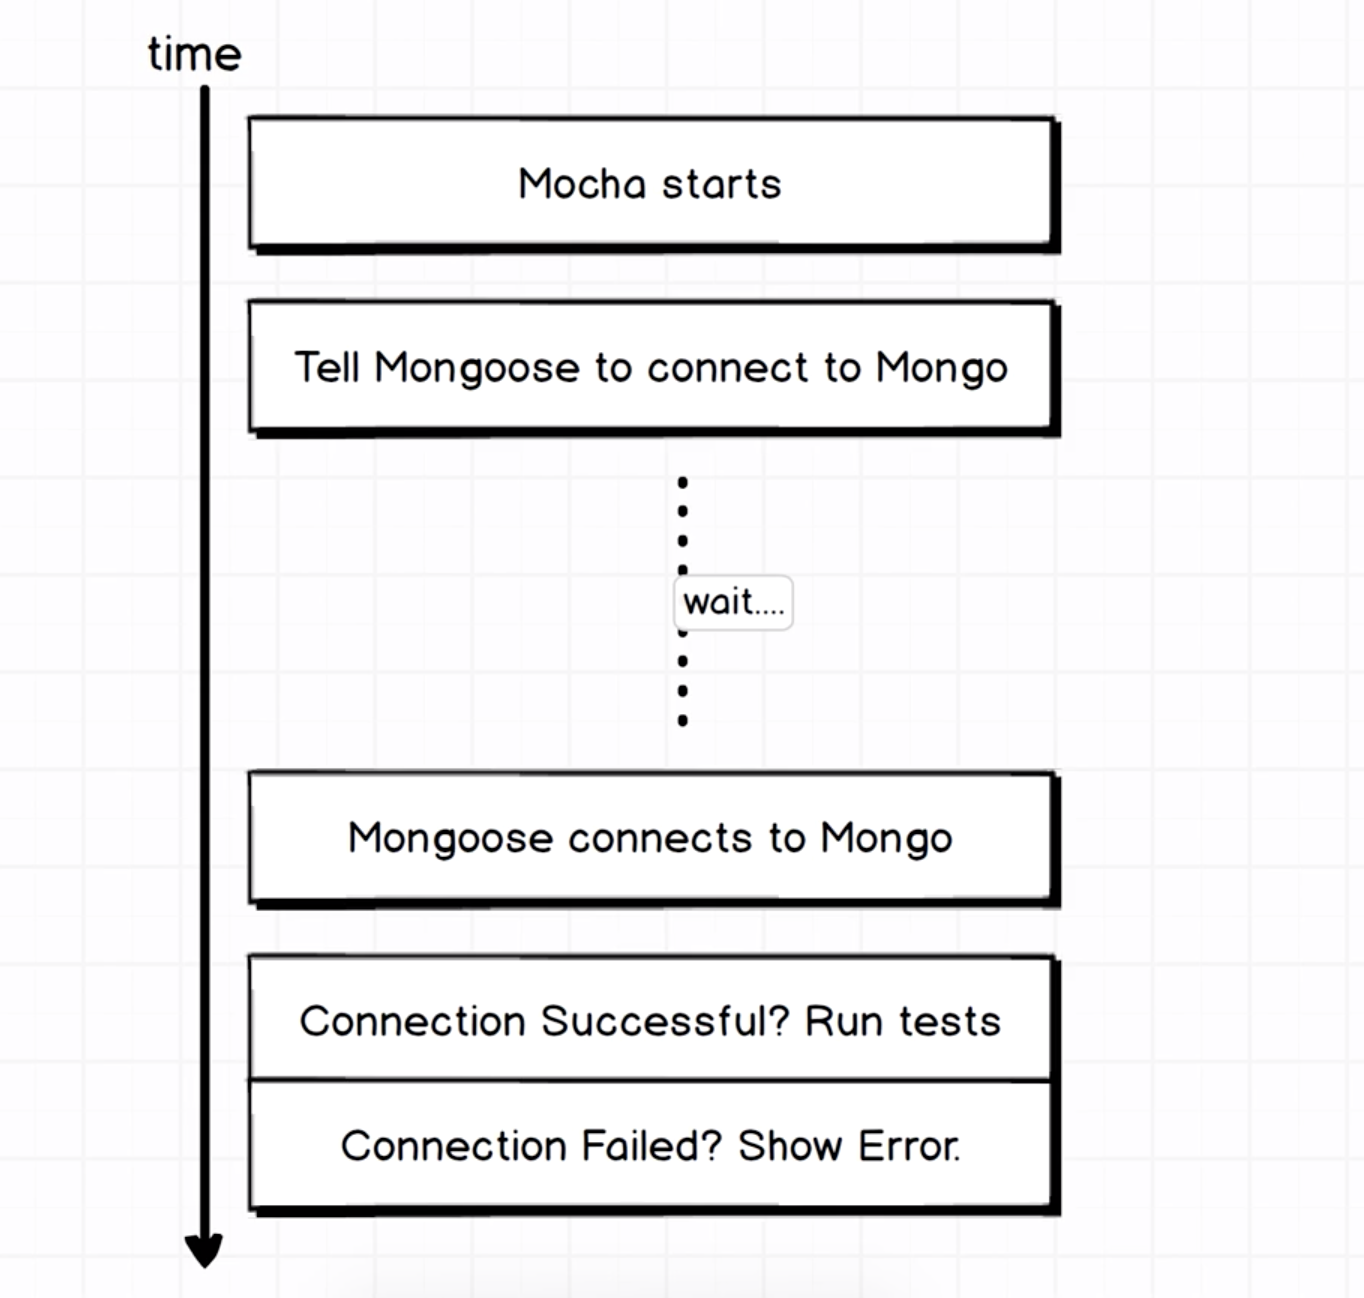 time
Mocha starts
Tell Mongoose to connect to Mongo
wait....
Mongoose connects to Mongo
Connection Successful? Run tests
Connection Failed? Show Error.